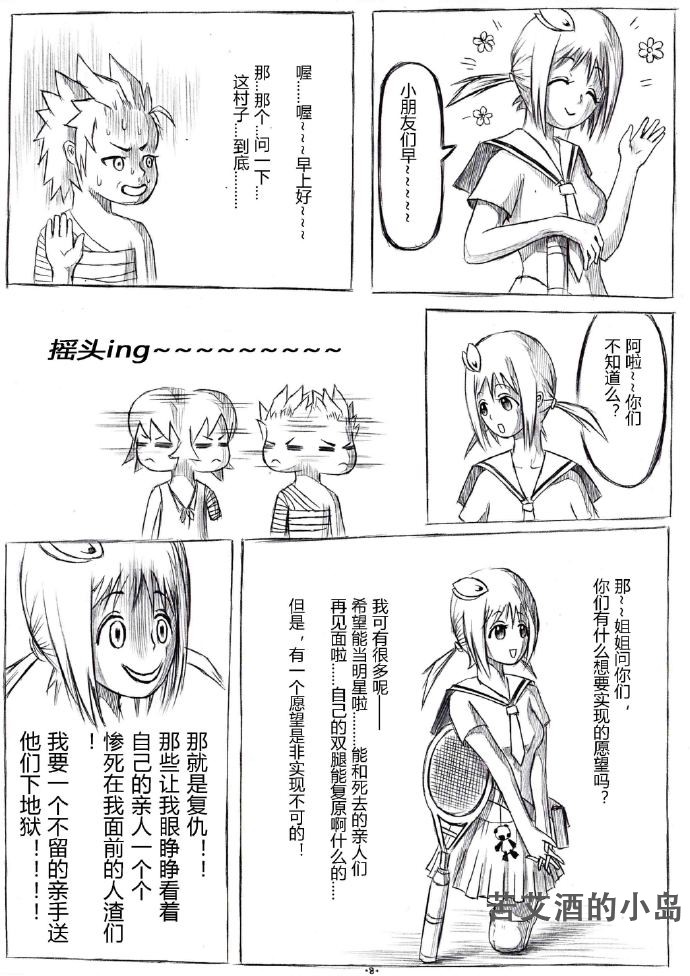 小朋友们早~~~~~~
喔……喔~~~早上好~~~
那…那个…问一下…
这村子…到底………
阿啦~~你们
不知道么?
摇头ing~~~~~~~~~
那~~姐姐问你们,
你们有什么想要实现的愿望吗?
我可有很多呢——
希望能当明星啦……能和死去的亲人们
再见面啦……自己的双腿能复原啊什么的……
但是,有一个愿望是非实现不可的!
那就是复仇!!
那些让我眼睁睁看着
自己的亲人一个个
惨死在我面前的人渣们
!
我要一个不留的亲手送
他们下地狱!!!!!
苦艾酒的小岛
·8·